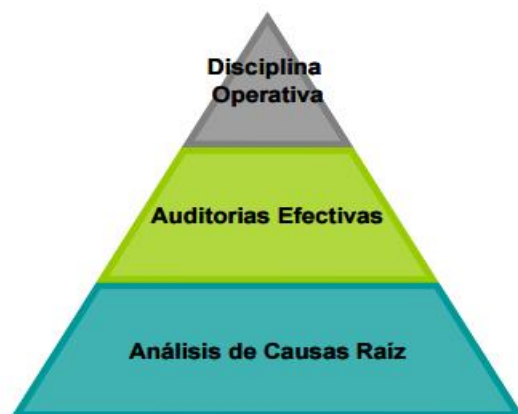 Disciplina
Operativa
Auditorias Efectivas
Análisis de Causas Raíz